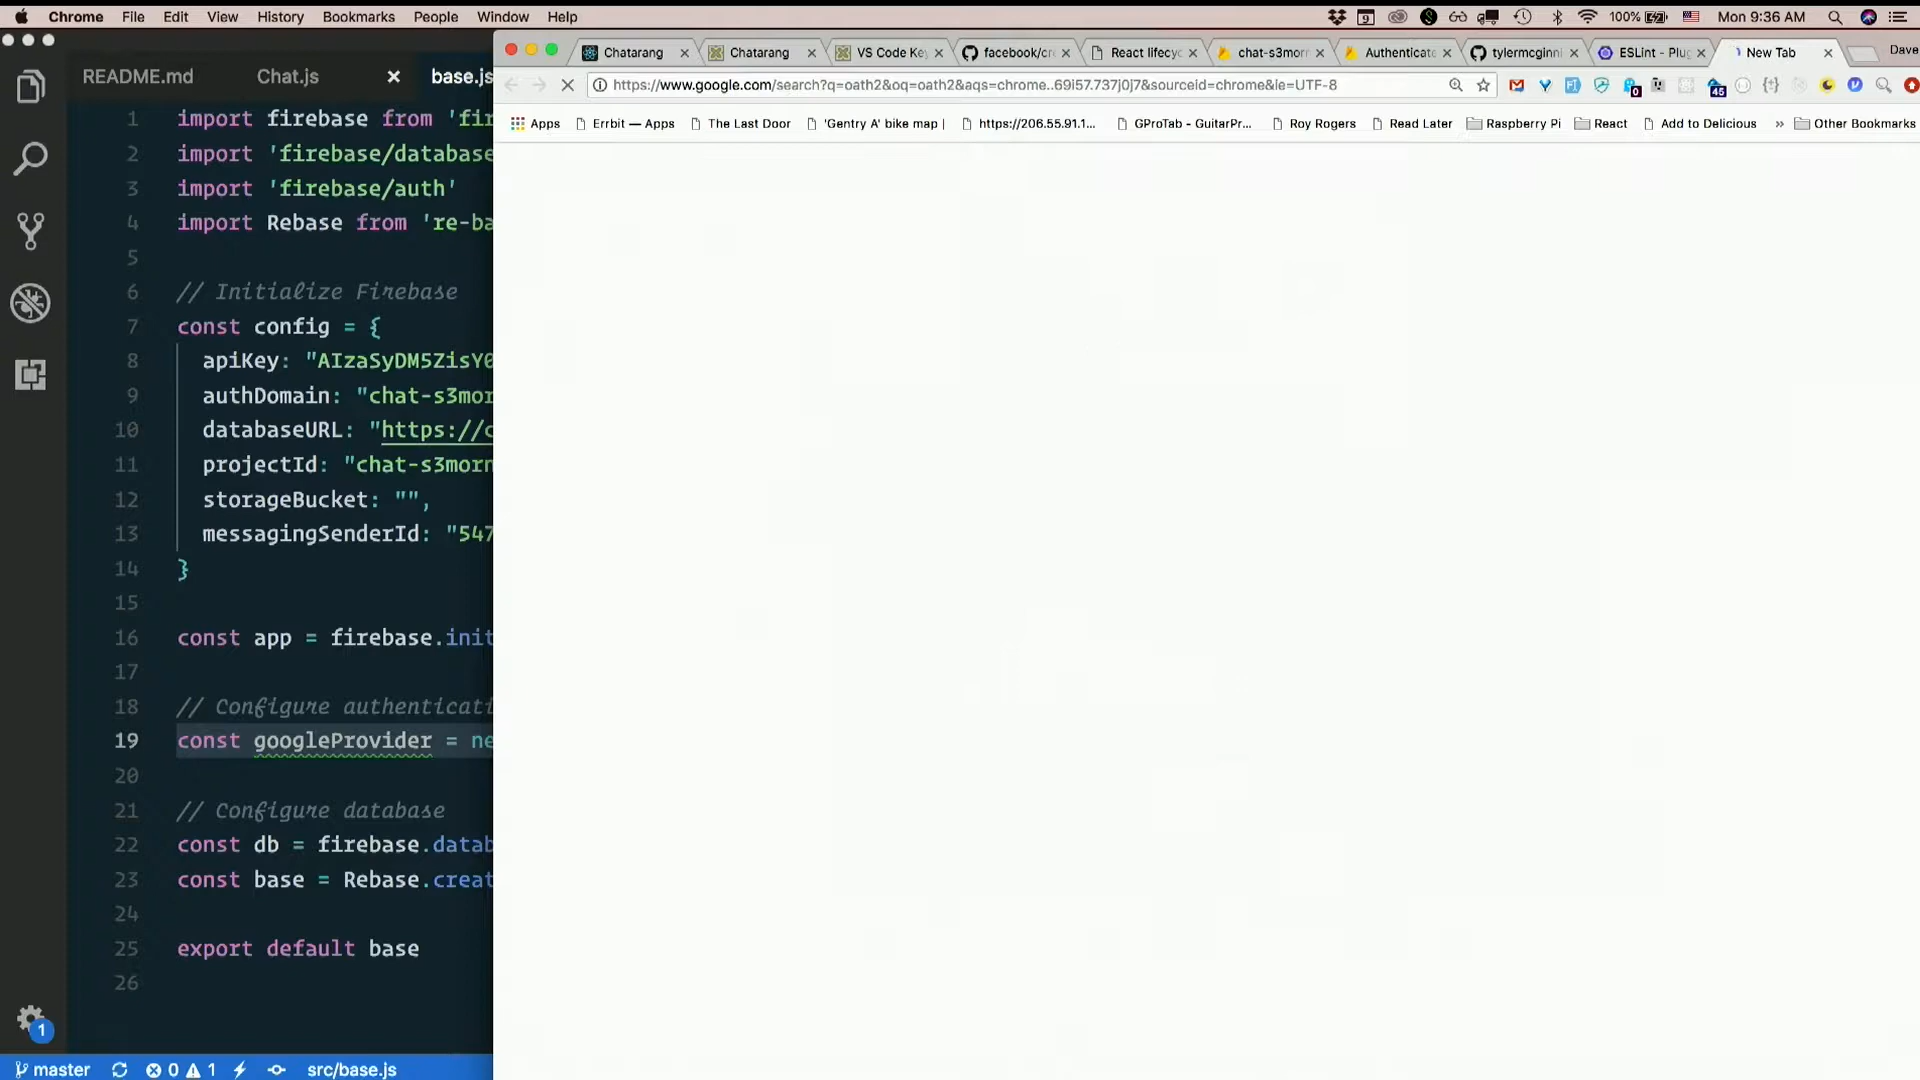 Chrome File Edit View History Bookmarks People Window Help 100% Mon 9:36 AM
README.md Chat.js base.js
Chatarang Chatarang VS Code Ke facebook/cr React lifecyc chat-s3morn Authenticate tylermcginni ESLint - Plug New Tab Dave
https://www.google.com/search?q=oath2&oq=oath2&aqs=chrome..69i57.737j0j7&sourceid=chrome&ie=UTF-8
Apps Errbit — Apps The Last Door 'Gentry A' bike map | https://206.55.91.1... GProTab - GuitarPr... Roy Rogers Read Later Raspberry Pi React Add to Delicious » Other Bookmarks
1 import firebase from 'fir
2 import 'firebase/database
3 import 'firebase/auth'
4 import Rebase from 're-ba
5
6 // Initialize Firebase
7 const config = {
8 apiKey: "AIzaSyDM5ZisY0
9 authDomain: "chat-s3mor
10 databaseURL: "https://c
11 projectId: "chat-s3morn
12 storageBucket: "",
13 messagingSenderId: "547
14 }
15
16 const app = firebase.init
17
18 // Configure authenticati
19 const googleProvider = ne
20
21 // Configure database
22 const db = firebase.datab
23 const base = Rebase.creat
24
25 export default base
26
1
master 0 1 src/base.js